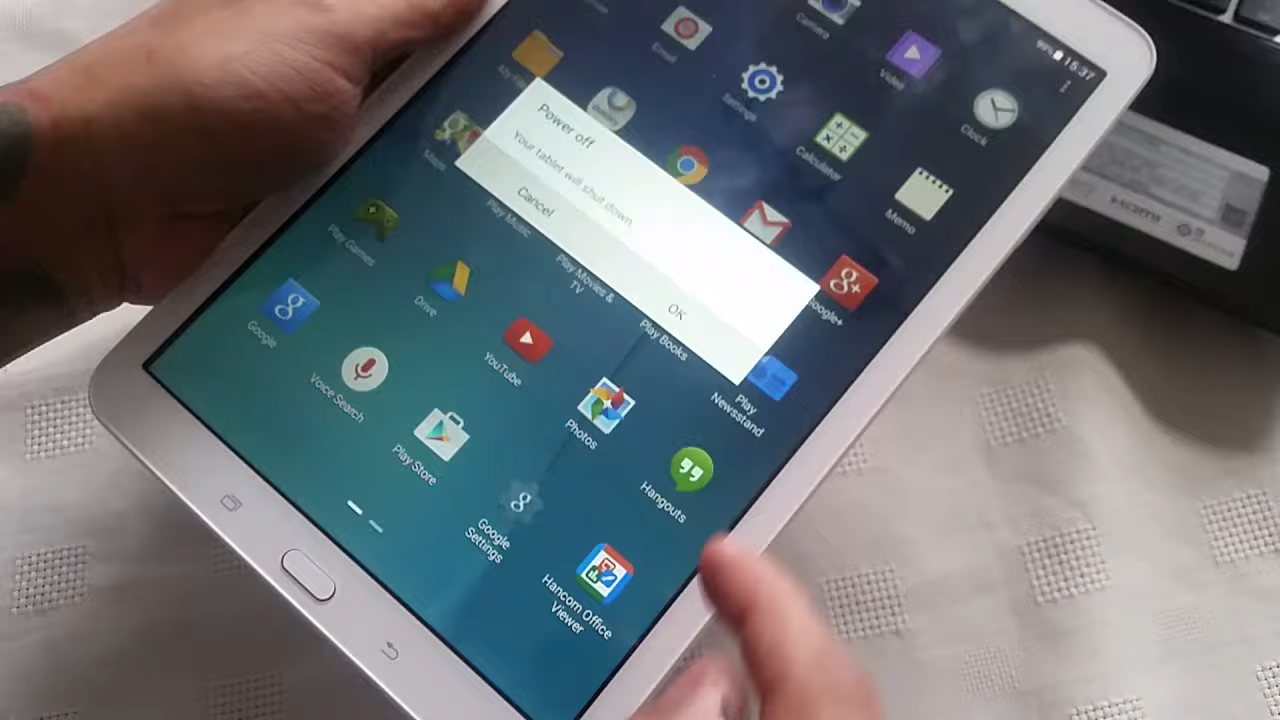 99% 15:37
Email
Camera
Video
Clock
Settings
Calculator
Memo
Power off
Your tablet will shut down.
Cancel
OK
Google+
Play Music
Play Movies &
TV
Play Books
Play
Newsstand
Play Games
Drive
YouTube
Photos
Hangouts
Google
Voice Search
Play Store
Google
Settings
Hancom Office
Viewer